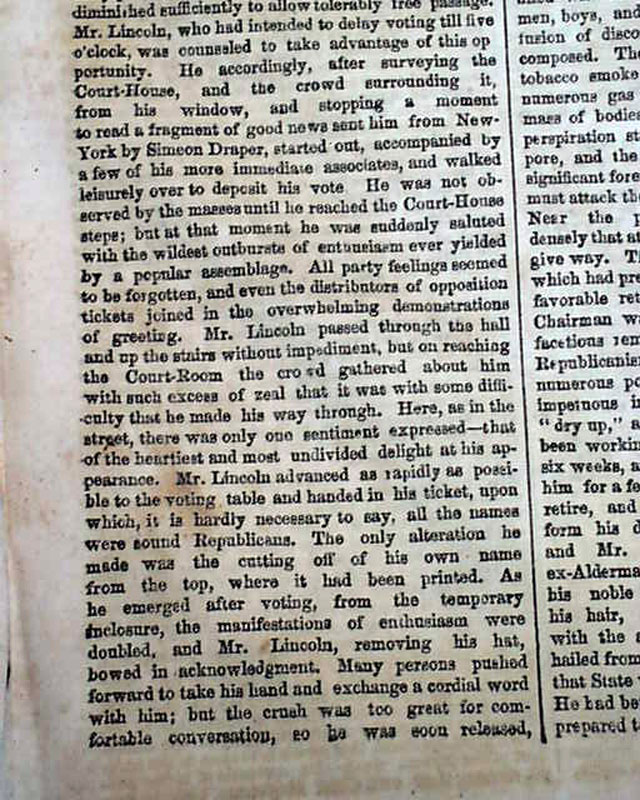 diminished sufficiently to allow tolerably free passage.
Mr. Lincoln, who had intended to delay voting till five
o'clock, was counseled to take advantage of this op
portunity. He accordingly, after surveying the
Court-House, and the crowd surrounding it,
from his window, and stopping a moment
to read a fragment of good news sent him from New-
York by Simeon Draper, started out, accompanied by
a few of his more immediate associates, and walked
leisurely over to deposit his vote He was not ob-
served by the masses until he reached the Court-House
steps; but at that moment he was suddenly saluted
with the wildest outbursts of enthusiasm ever yielded
by a popular assemblage. All party feelings seemed
to be forgotten, and even the distributors of opposition
tickets joined in the overwhelming demonstrations
of greeting. Mr. Lincoln passed through the hall
and up the stairs without impediment, but on reaching
the Court-Room the crowd gathered about him
with such excess of zeal that it was with some diffi-
culty that he made his way through. Here, as in the
street, there was only one sentiment expressed—that
of the heartiest and most undivided delight at his ap-
pearance. Mr. Lincoln advanced as rapidly as possi-
ble to the voting table and handed in his ticket, upon
which, it is hardly necessary to say, all the names
were sound Republicans. The only alteration he
made was the cutting off of his own name
from the top, where it had been printed. As
he emerged after voting, from the temporary
inclosure, the manifestations of enthusiasm were
doubled, and Mr. Lincoln, removing his hat,
bowed in acknowledgment. Many persons pushed
forward to take his hand and exchange a cordial word
with him; but the crush was too great for com-
fortable conversation, so he was soon released,
men, boys, and
fusion of disco
composed. Th
tobacco smoke
numerous gas
mass of bodies
perspiration st
pore, and the
significant fore
must attack the
Near the p
densely that at
give way. T
which had pre
favorable ret
Chairman w
facetious rem
Republicanis
numerous po
impetuous i
"dry up," a
been workin
six weeks, a
him for a fe
retire, and
form his d
and Mr.
ex-Alderma
his noble
his hair,
with the a
hailed from
that State
He had be
prepared t